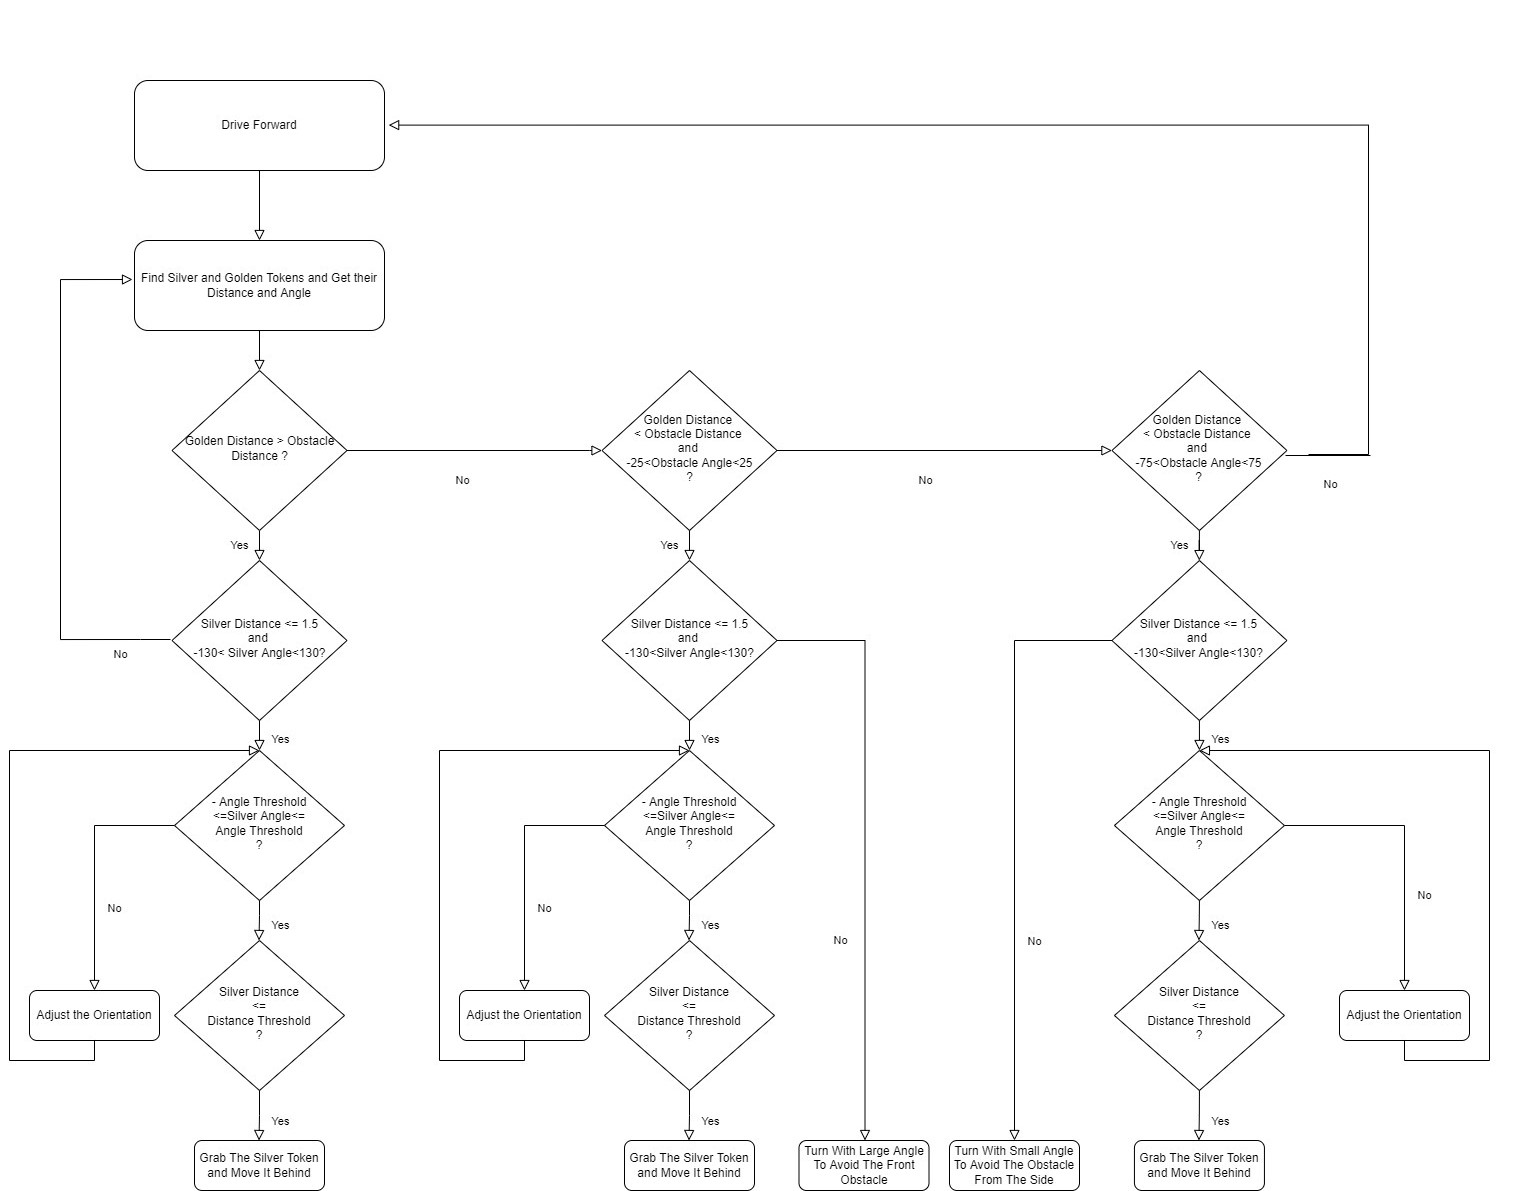 Drive Forward
Find Silver and Golden Tokens and Get their
Distance and Angle
Golden Distance > Obstacle
Distance ?
No
Golden Distance
< Obstacle Distance
and
-25<Obstacle Angle<25
?
No
Golden Distance
< Obstacle Distance
and
-75<Obstacle Angle<75
?
No
Yes
Yes
Yes
Silver Distance <= 1.5
and
-130< Silver Angle<130?
No
Silver Distance <= 1.5
and
-130<Silver Angle<130?
Silver Distance <= 1.5
and
-130<Silver Angle<130?
Yes
Yes
Yes
- Angle Threshold
<=Silver Angle<=
Angle Threshold
?
- Angle Threshold
<=Silver Angle<=
Angle Threshold
?
- Angle Threshold
<=Silver Angle<=
Angle Threshold
?
No
No
No
Yes
Yes
Yes
No
No
Adjust the Orientation
Silver Distance
<=
Distance Threshold
?
Adjust the Orientation
Silver Distance
<=
Distance Threshold
?
Silver Distance
<=
Distance Threshold
?
Adjust the Orientation
Yes
Yes
Yes
Grab The Silver Token
and Move It Behind
Grab The Silver Token
and Move It Behind
Turn With Large Angle
To Avoid The Front
Obstacle
Turn With Small Angle
To Avoid The Obstacle
From The Side
Grab The Silver Token
and Move It Behind